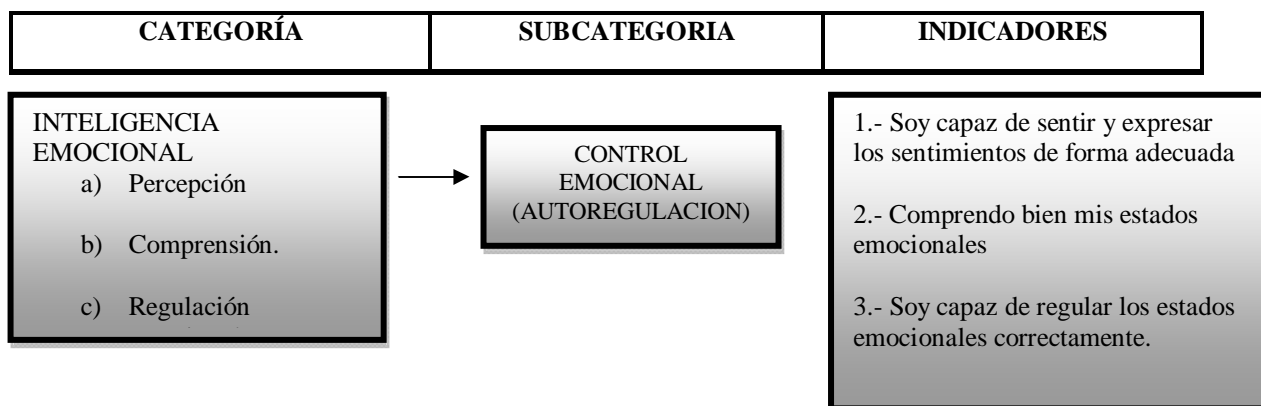 CATEGORÍA
SUBCATEGORIA
INDICADORES
INTELIGENCIA
EMOCIONAL
a) Percepción
b) Comprensión.
c) Regulación
CONTROL
EMOCIONAL
(AUTOREGULACION)
1.- Soy capaz de sentir y expresar
los sentimientos de forma adecuada
2.- Comprendo bien mis estados
emocionales
3.- Soy capaz de regular los estados
emocionales correctamente.